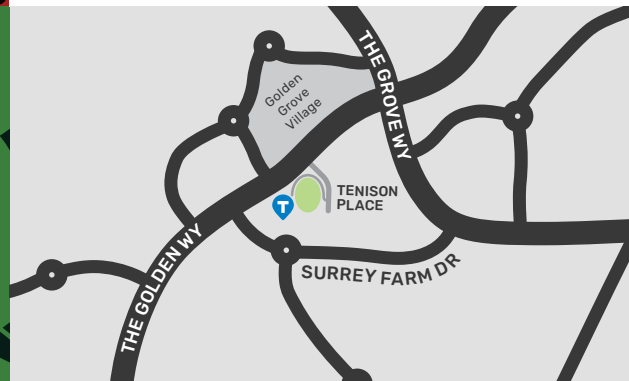 THE GROVE WY
Golden
Grove
Village
TENISON
PLACE
T
THE GOLDEN WY
SURREY FARM DR